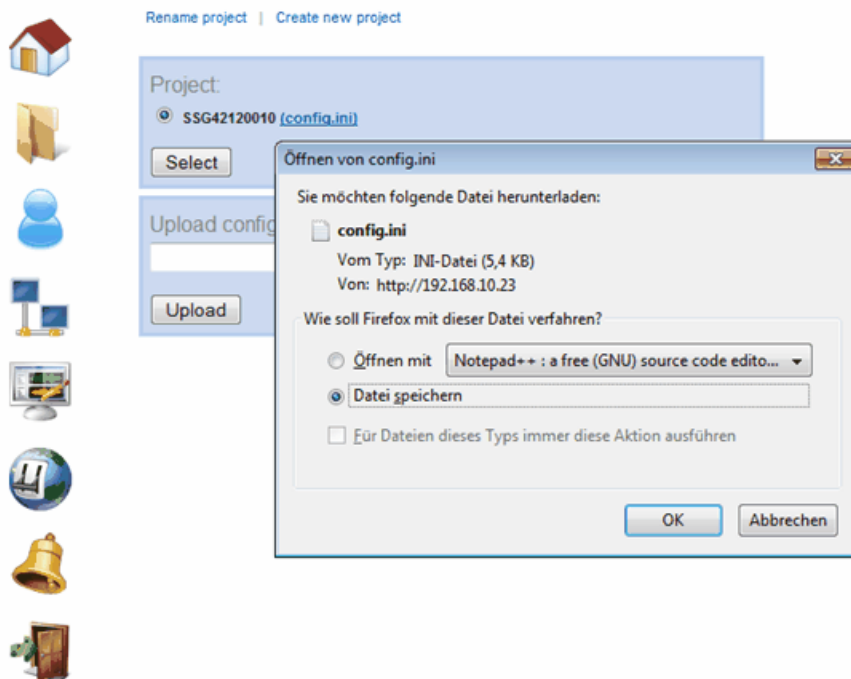 Rename project | Create new project
Project:
SSG42120010 (config.ini)
Select
Upload config
Upload
Öffnen von config.ini
Sie möchten folgende Datei herunterladen:
config.ini
Vom Typ: INI-Datei (5,4 KB)
Von: http://192.168.10.23
Wie soll Firefox mit dieser Datei verfahren?
Öffnen mit Notepad++ : a free (GNU) source code edito...
Datei speichern
Für Dateien dieses Typs immer diese Aktion ausführen
OK Abbrechen